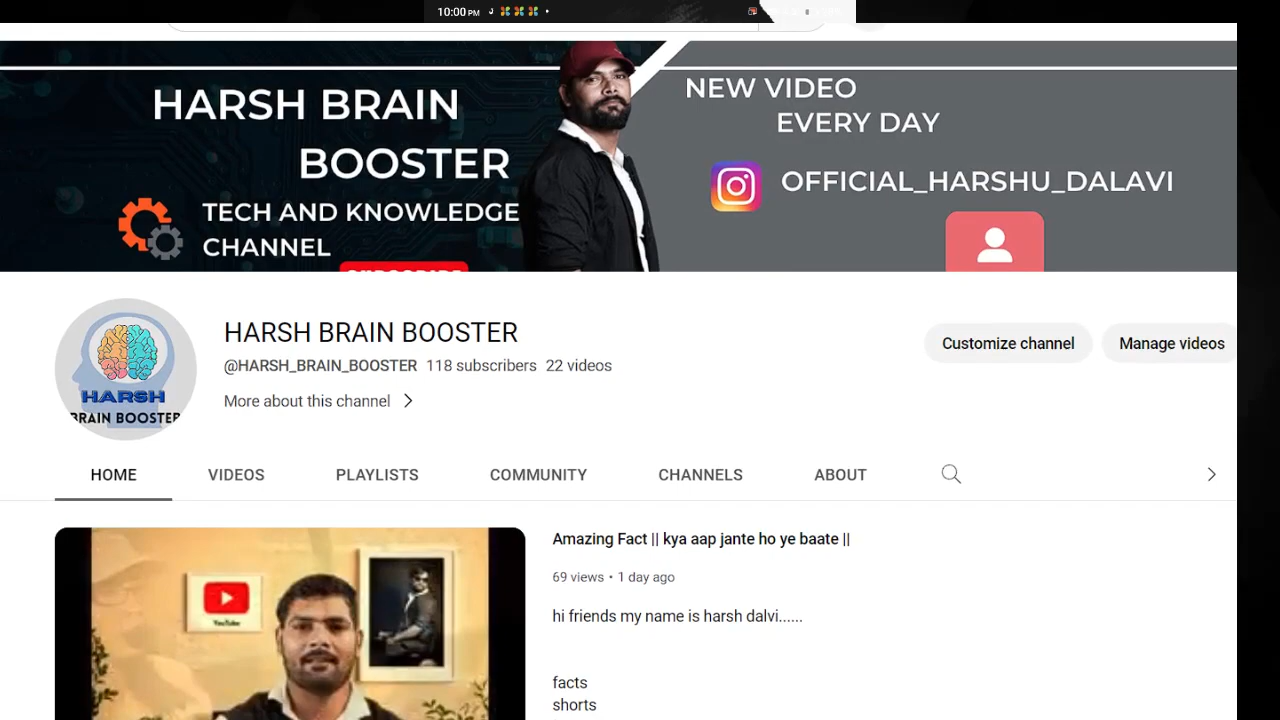 10:00 PM
HARSH BRAIN
BOOSTER
TECH AND KNOWLEDGE
CHANNEL
SUBSCRIBE
NEW VIDEO
EVERY DAY
OFFICIAL_HARSHU_DALAVI
HARSH
BRAIN BOOSTER
HARSH BRAIN BOOSTER
@HARSH_BRAIN_BOOSTER 118 subscribers 22 videos
More about this channel
Customize channel
Manage videos
HOME
VIDEOS
PLAYLISTS
COMMUNITY
CHANNELS
ABOUT
YouTube
Amazing Fact || kya aap jante ho ye baate ||
69 views • 1 day ago
hi friends my name is harsh dalvi......
facts
shorts